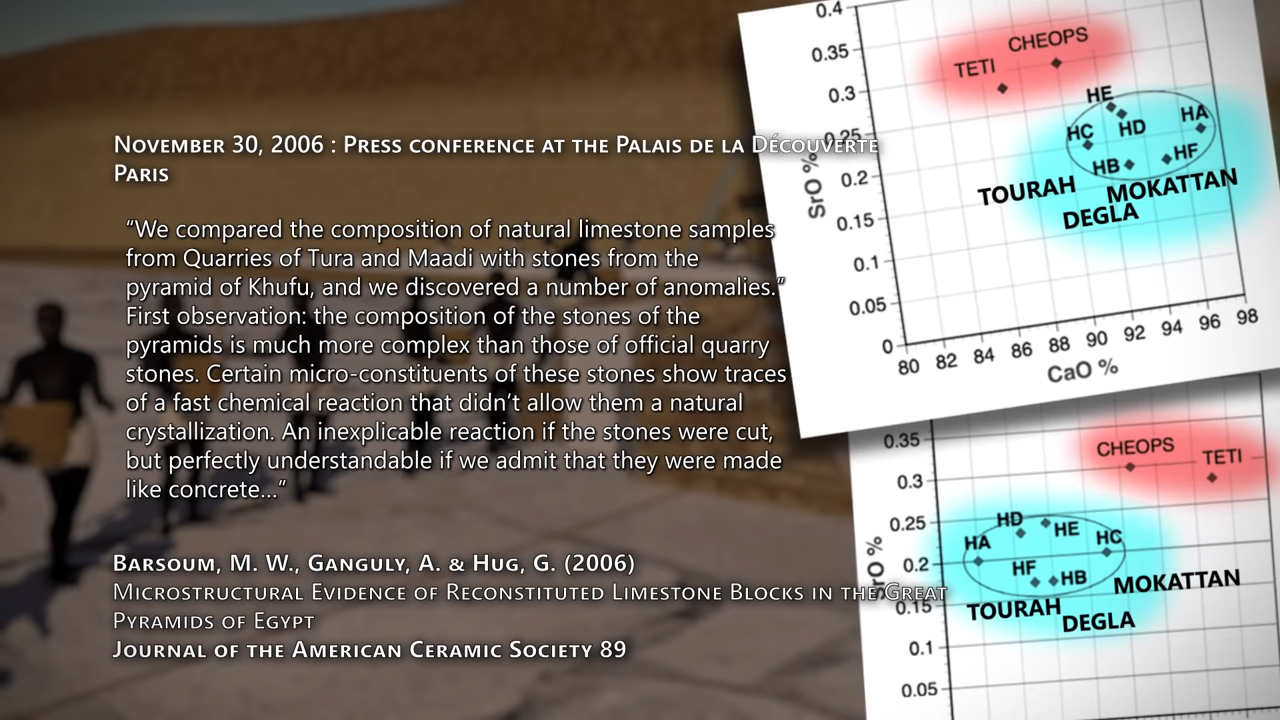 November 30, 2006 : Press conference at the Palais de la Découverte
Paris
“We compared the composition of natural limestone samples
from Quarries of Tura and Maadi with stones from the
pyramid of Khufu, and we discovered a number of anomalies.”
First observation: the composition of the stones of the
pyramids is much more complex than those of official quarry
stones. Certain micro-constituents of these stones show traces
of a fast chemical reaction that didn’t allow them a natural
crystallization. An inexplicable reaction if the stones were cut,
but perfectly understandable if we admit that they were made
like concrete…”
Barsoum, M. W., Ganguly, A. & Hug, G. (2006)
Microstructural Evidence of Reconstituted Limestone Blocks in the Great
Pyramids of Egypt
Journal of the American Ceramic Society 89
0.4
0.35
0.3
0.25
0.2
0.15
0.1
0.05
0
SrO %
CHEOPS
TETI
HE
HD
HA
HC
HB
HF
TOURAH
MOKATTAN
DEGLA
80 82 84 86 88 90 92 94 96 98
CaO %
0.35
0.3
0.25
0.2
0.15
0.1
0.05
SrO %
CHEOPS
TETI
HD
HE
HA
HC
HF
HB
MOKATTAN
TOURAH
DEGLA